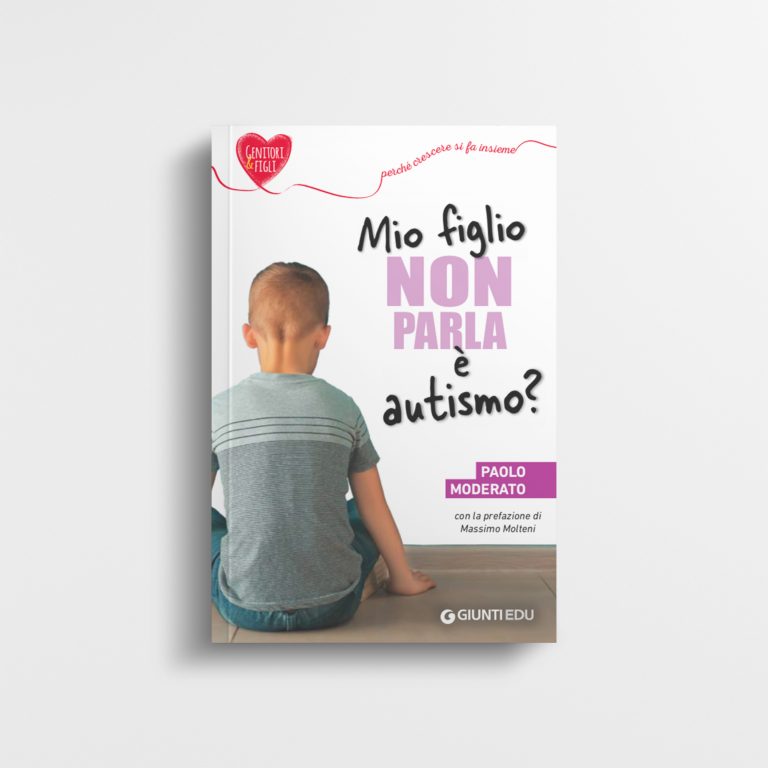 GENITORI
& FIGLI
perché crescere si fa insieme
Mio figlio
NON
PARLA
è
autismo?
PAOLO
MODERATO
con la prefazione di
Massimo Molteni
GIUNTI EDU